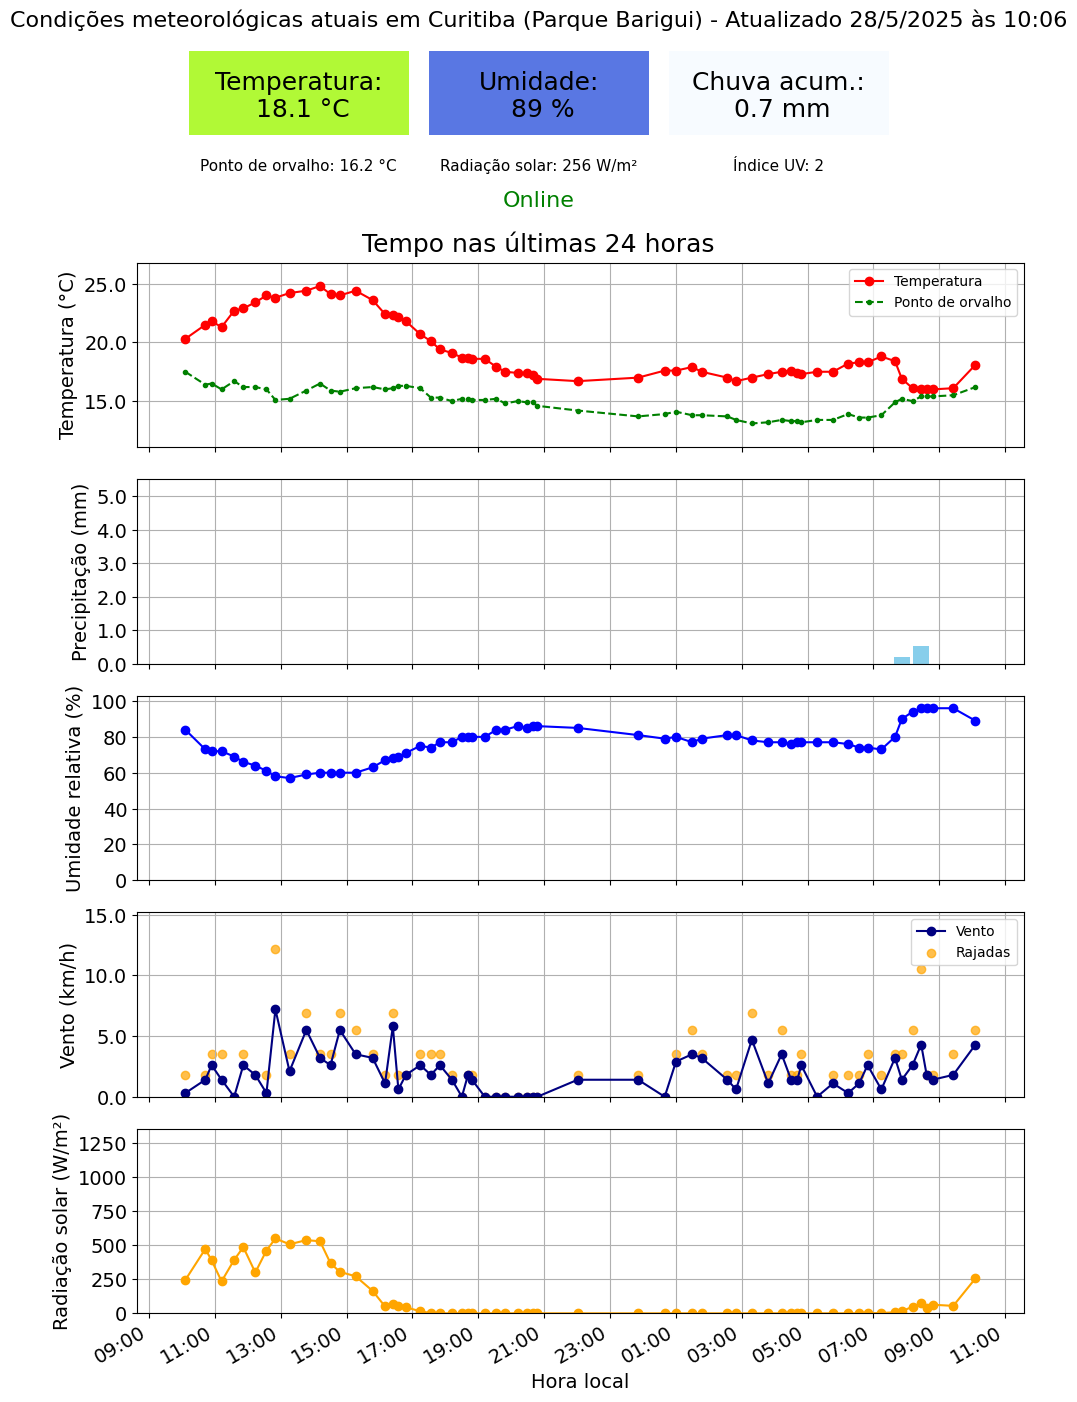 Condições meteorológicas atuais em Curitiba (Parque Barigui) - Atualizado 28/5/2025 às 10:06
Temperatura:
18.1 °C
Umidade:
89 %
Chuva acum.:
0.7 mm
Ponto de orvalho: 16.2 °C
Radiação solar: 256 W/m²
Índice UV: 2
Online
Tempo nas últimas 24 horas
Temperatura (°C)
25.0
20.0
15.0
Temperatura
Ponto de orvalho
Precipitação (mm)
5.0
4.0
3.0
2.0
1.0
0.0
Umidade relativa (%)
100
80
60
40
20
0
Vento (km/h)
15.0
10.0
5.0
0.0
Vento
Rajadas
Radiação solar (W/m²)
1250
1000
750
500
250
0
09:00
11:00
13:00
15:00
17:00
19:00
21:00
23:00
01:00
03:00
05:00
07:00
09:00
11:00
Hora local